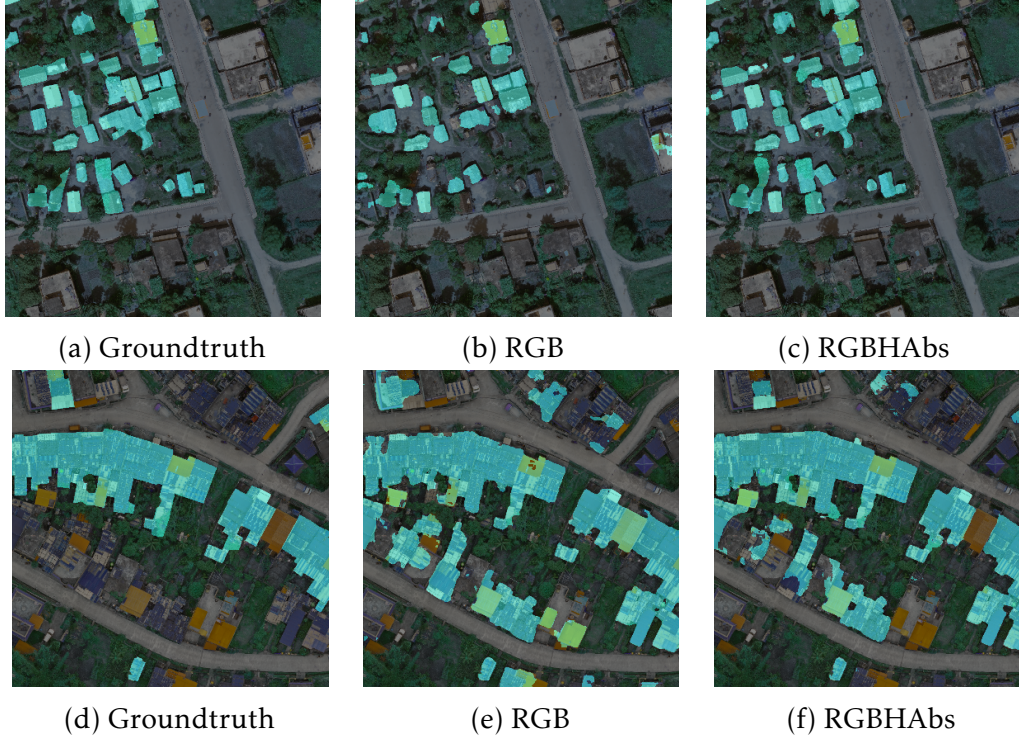 (a) Groundtruth
(b) RGB
(c) RGBHAbs
(d) Groundtruth
(e) RGB
(f) RGBHAbs